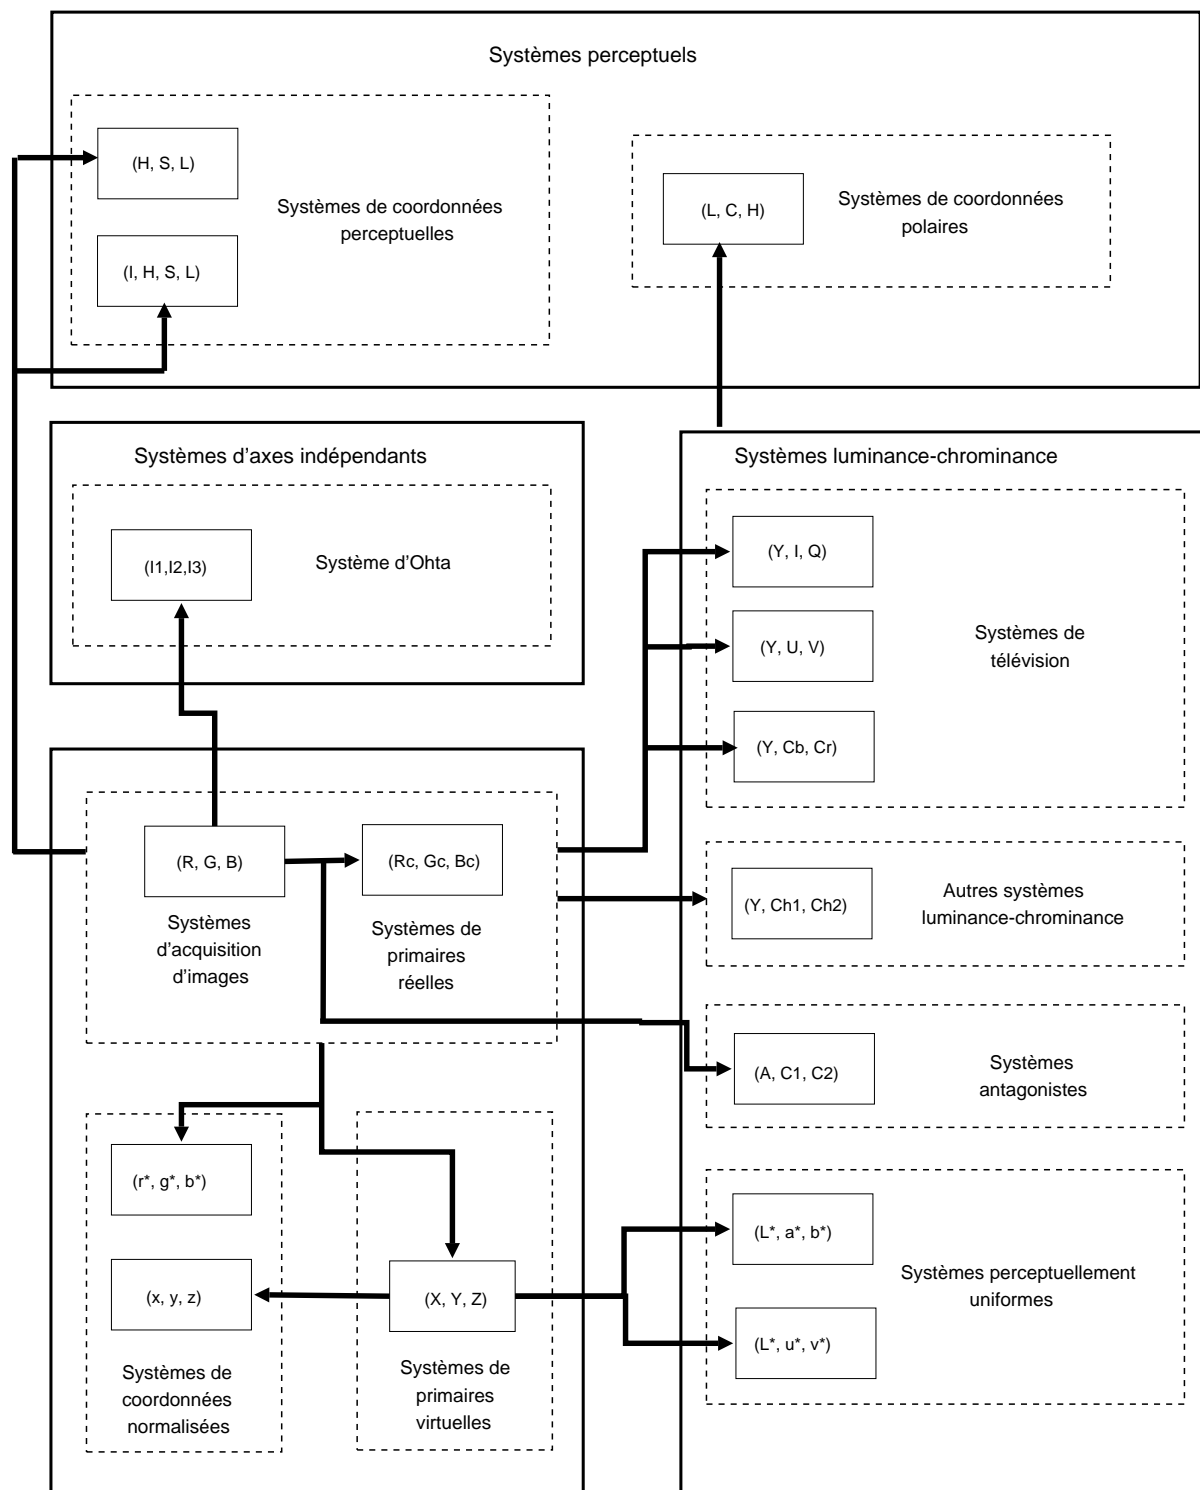 Systèmes perceptuels
(H, S, L)
Systèmes de coordonnées
perceptuelles
(I, H, S, L)
(L, C, H)
Systèmes de coordonnées
polaires
Systèmes d'axes indépendants
(I1,I2,I3)
Système d'Ohta
Systèmes luminance-chrominance
(Y, I, Q)
(Y, U, V)
Systèmes de
télévision
(Y, Cb, Cr)
(R, G, B)
Systèmes
d'acquisition
d'images
(Rc, Gc, Bc)
Systèmes de
primaires
réelles
(Y, Ch1, Ch2)
Autres systèmes
luminance-chrominance
(A, C1, C2)
Systèmes
antagonistes
(r*, g*, b*)
(x, y, z)
Systèmes de
coordonnées
normalisées
(X, Y, Z)
Systèmes de
primaires
virtuelles
(L*, a*, b*)
Systèmes perceptuellement
uniformes
(L*, u*, v*)